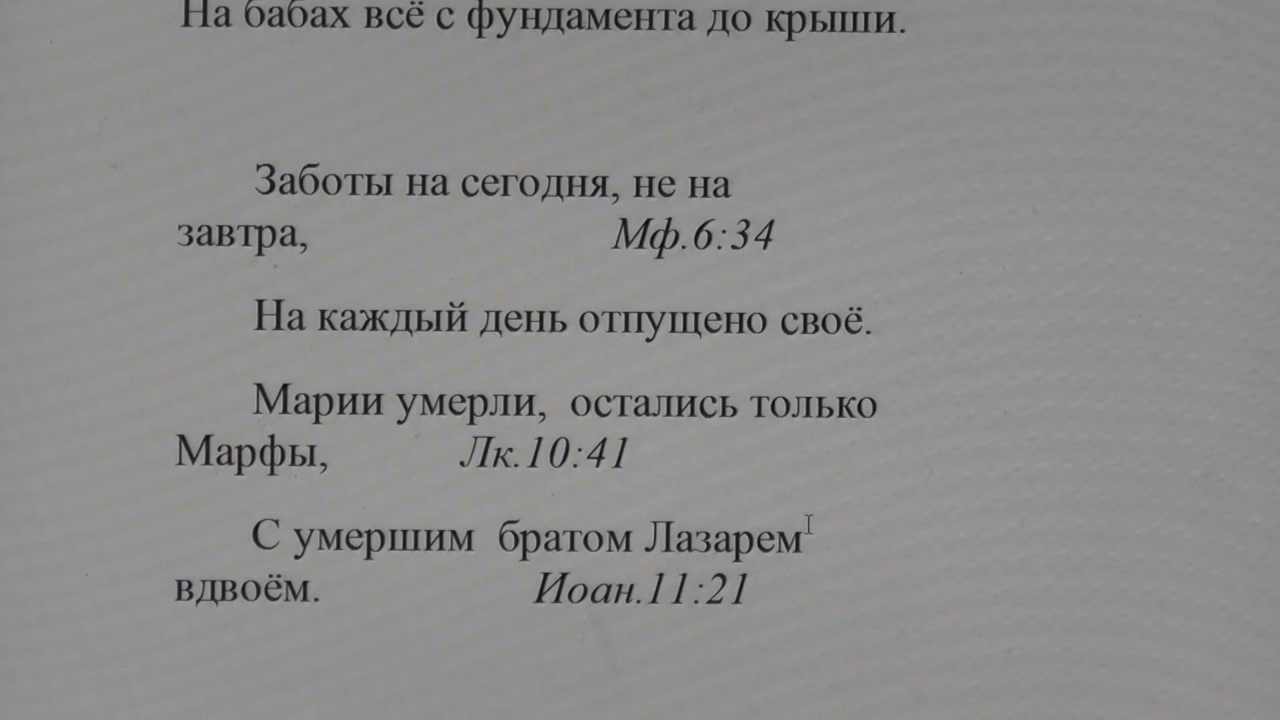 На бабах всё с фундамента до крыши.
Заботы на сегодня, не на
завтра, Мф.6:34
На каждый день отпущено своё.
Марии умерли, остались только
Марфы, Лк.10:41
С умершим братом Лазарем
вдвоём. Иоан.11:21